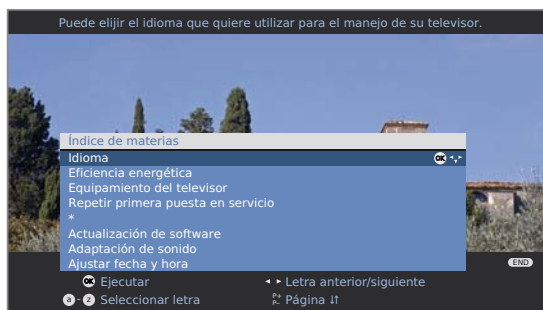 Puede elijir el idioma que quiere utilizar para el manejo de su televisor.
Índice de materias
Idioma OK
Eficiencia energética
Equipamiento del televisor
Repetir primera puesta en servicio
*
Actualización de software
Adaptación de sonido
Ajustar fecha y hora
END
OK Ejecutar Letra anterior/siguiente
a-z Seleccionar letra P+ P- Página